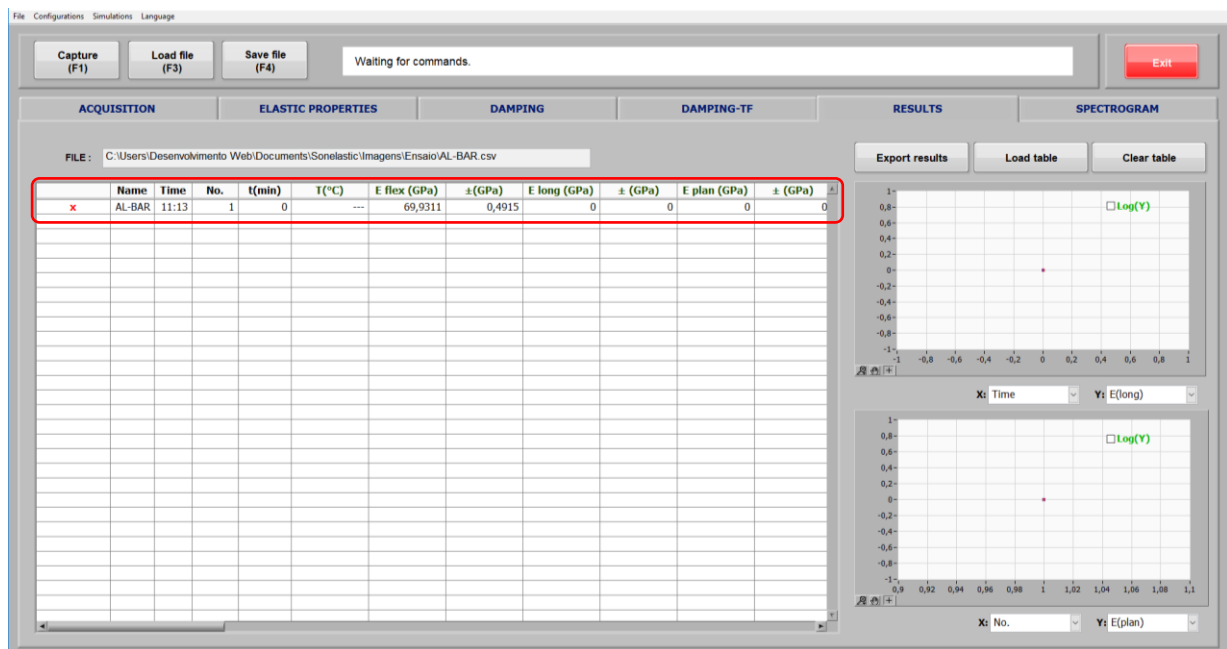 File Configurations Simulations Language
Capture (F1)
Load file (F3)
Save file (F4)
Waiting for commands.
Exit
ACQUISITION ELASTIC PROPERTIES DAMPING DAMPING-TF RESULTS SPECTROGRAM
FILE : C:\Users\Desenvolvimento Web\Documents\Sonelastic\Imagens\Ensaio\AL-BAR.csv
Export results Load table Clear table
Name Time No. t(min) T(°C) E flex (GPa) ±(GPa) E long (GPa) ± (GPa) E plan (GPa) ± (GPa)
x AL-BAR 11:13 1 0 --- 69,9311 0,4915 0 0 0 0
Log(Y)
1
0,8
0,6
0,4
0,2
0
-0,2
-0,4
-0,6
-0,8
-1
-1 -0,8 -0,6 -0,4 -0,2 0 0,2 0,4 0,6 0,8 1
X: Time Y: E(long)
Log(Y)
1
0,8
0,6
0,4
0,2
0
-0,2
-0,4
-0,6
-0,8
-1
0,9 0,92 0,94 0,96 0,98 1 1,02 1,04 1,06 1,08 1,1
X: No. Y: E(plan)